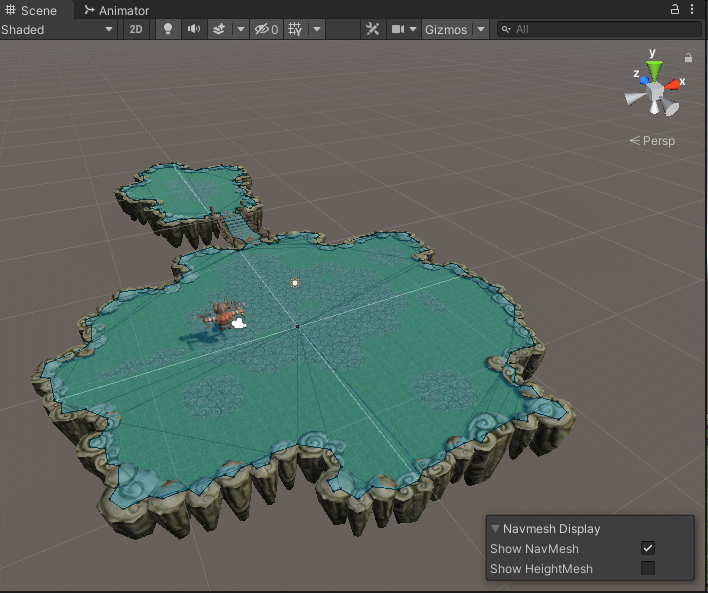 Scene Animator
Shaded 2D 0 Gizmos All
y
z x
Persp
Navmesh Display
Show NavMesh
Show HeightMesh